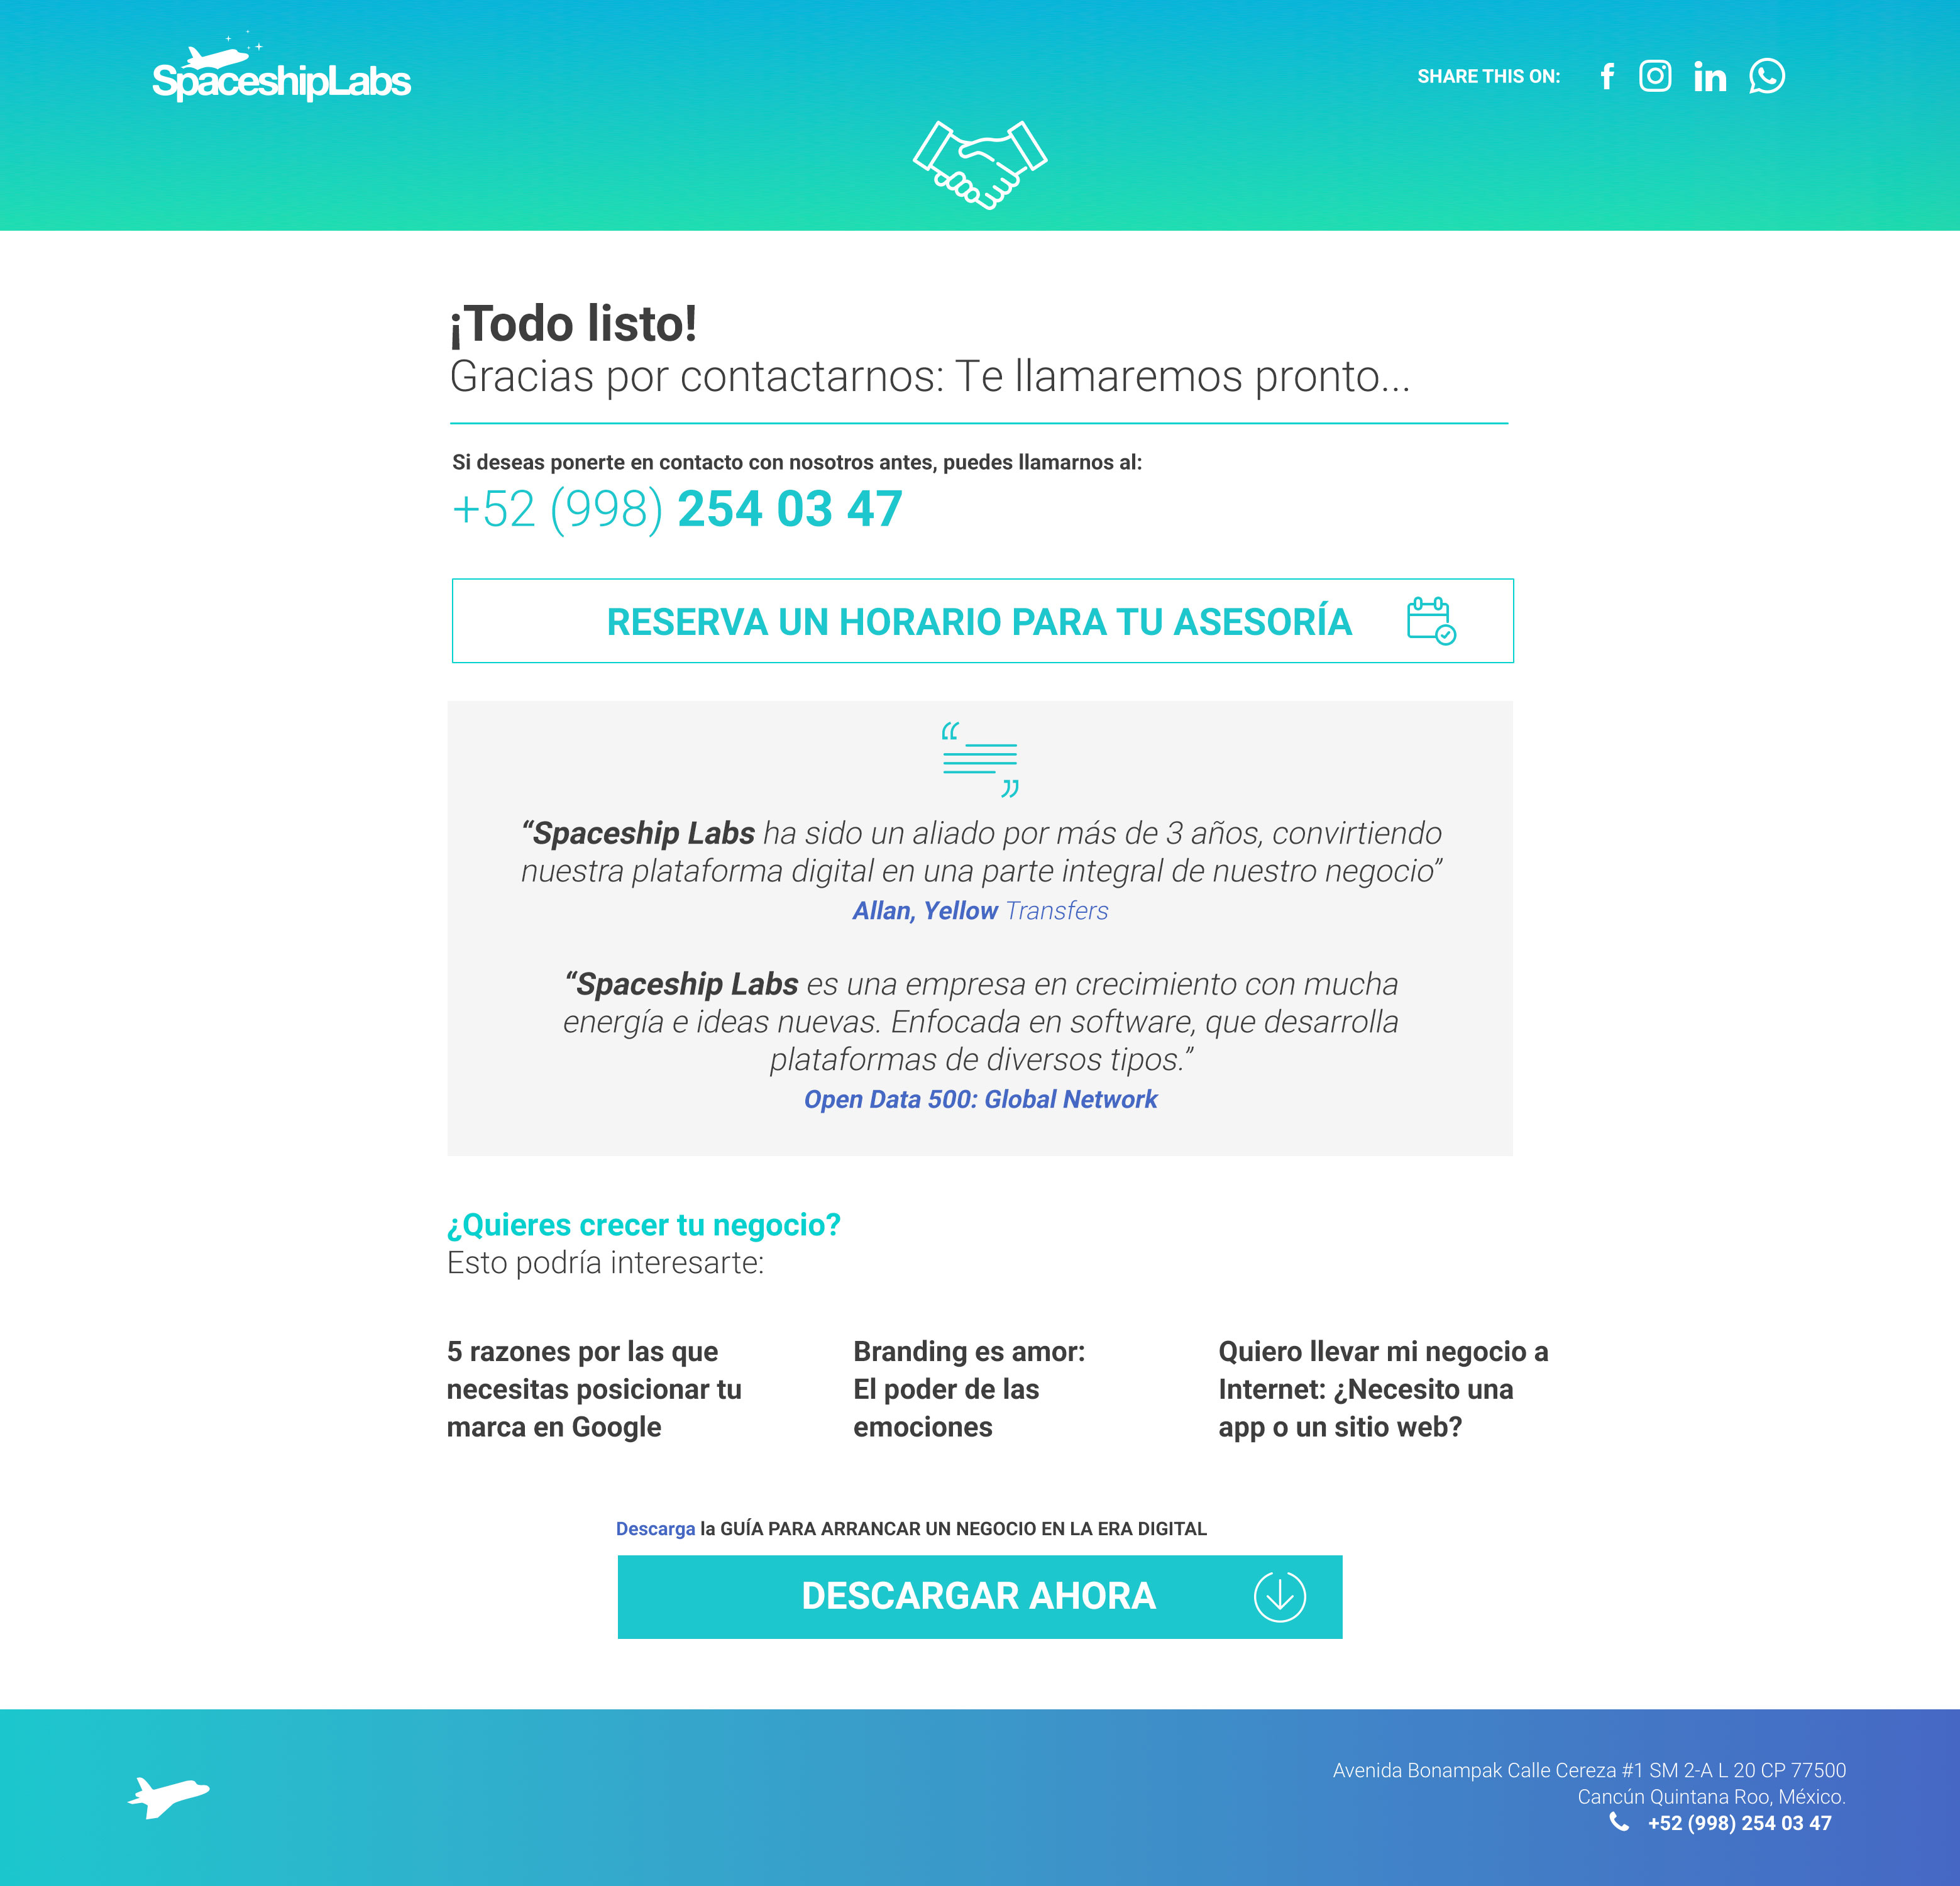 SpaceshipLabs
SHARE THIS ON:
¡Todo listo!
Gracias por contactarnos: Te llamaremos pronto...
Si deseas ponerte en contacto con nosotros antes, puedes llamarnos al:
+52 (998) 254 03 47
RESERVA UN HORARIO PARA TU ASESORÍA
“Spaceship Labs ha sido un aliado por más de 3 años, convirtiendo
nuestra plataforma digital en una parte integral de nuestro negocio”
Allan, Yellow Transfers
“Spaceship Labs es una empresa en crecimiento con mucha
energía e ideas nuevas. Enfocada en software, que desarrolla
plataformas de diversos tipos.”
Open Data 500: Global Network
¿Quieres crecer tu negocio?
Esto podría interesarte:
5 razones por las que
necesitas posicionar tu
marca en Google
Branding es amor:
El poder de las
emociones
Quiero llevar mi negocio a
Internet: ¿Necesito una
app o un sitio web?
Descarga la GUÍA PARA ARRANCAR UN NEGOCIO EN LA ERA DIGITAL
DESCARGAR AHORA
Avenida Bonampak Calle Cereza #1 SM 2-A L 20 CP 77500
Cancún Quintana Roo, México.
+52 (998) 254 03 47